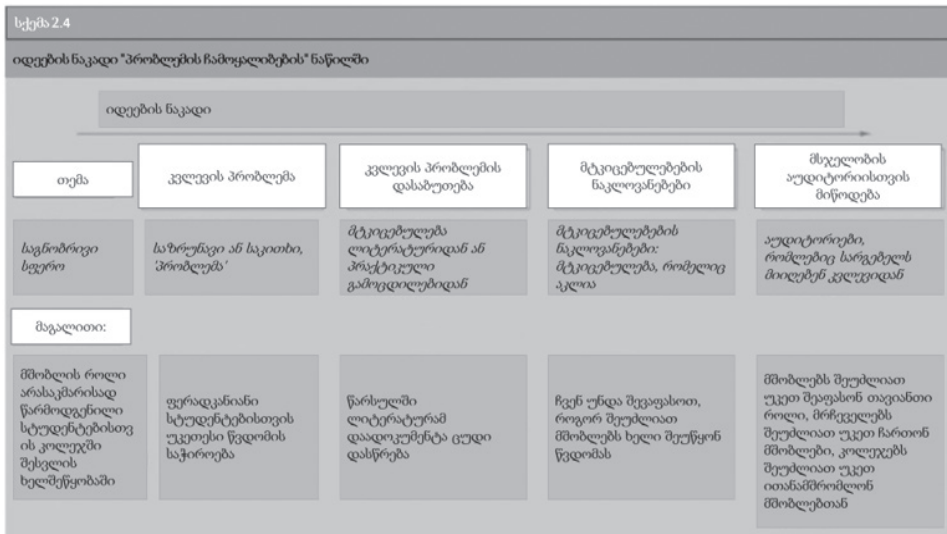 სქემა 2.4
იდეების ნაკადი "პრობლემის ჩამოყალიბების" ნაწილში
იდეების ნაკადი
თემა
კვლევის პრობლემა
კვლევის პრობლემის
დასაბუთება
მტკიცებულებების
ნაკლოვანებები
მსჯელობის
აუდიტორიისთვის
მიწოდება
საგნობრივი
სფერო
საზრუნავი ან საკითხი,
'პრობლემა'
მტკიცებულება
ლიტერატურიდან ან
პრაქტიკული
გამოცდილებიდან
მტკიცებულებების
ნაკლოვანებები:
მტკიცებულება, რომელიც
აკლია
აუდიტორიები,
რომლებიც სარგებელს
მიიღებენ კვლევიდან
მაგალითი:
მშობლის როლი
არასაკმარისად
წარმოდგენილი
სტუდენტებისთვ
ის კოლეჯში
შესვლის
ხელშეწყობაში
ფერადკანიანი
სტუდენტებისთვის
უკეთესი წვდომის
საჭიროება
წარსულში
ლიტერატურამ
დაადოკუმენტა ცუდი
დასწრება
ჩვენ უნდა შევაფასოთ,
როგორ შეუძლიათ
მშობლებს ხელი შეუწყონ
წვდომას
მშობლებს შეუძლიათ
უკეთ შეაფასონ თავიანთი
როლი, მრჩეველებს
შეუძლიათ უკეთ ჩართონ
მშობლები, კოლეჯებს
შეუძლიათ უკეთ
ითანამშრომლონ
მშობლებთან